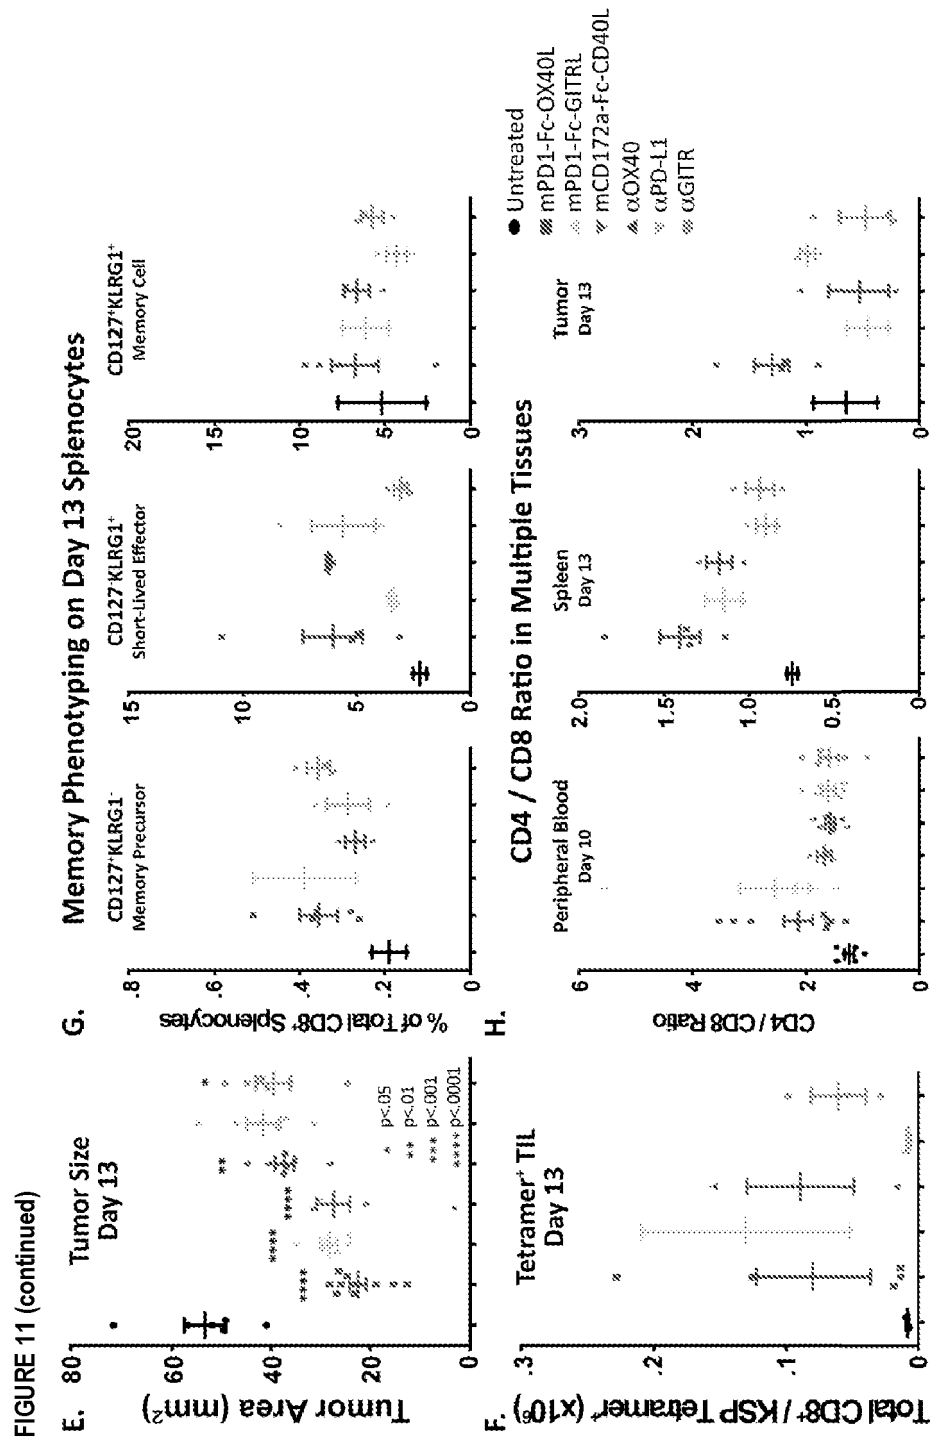 FIGURE 11 (continued)
E.
Tumor Size
Day 13
Tumor Area (mm²)
80
60
40
20
0
****
****
****
**
*
* p<.05
** p<.01
*** p<.001
**** p<.0001
F.
Tetramer⁺ TIL
Day 13
Total CD8⁺/ KSP Tetramer⁺ (x10⁶)
.3
.2
.1
0
G.
Memory Phenotyping on Day 13 Splenocytes
% of Total CD8⁺ Splenocytes
CD127⁺KLRG1⁻
Memory Precursor
.8
.6
.4
.2
0
CD127⁻KLRG1⁺
Short-Lived Effector
15
10
5
0
CD127⁺KLRG1⁺
Memory Cell
20
15
10
5
0
H.
CD4 / CD8 Ratio in Multiple Tissues
CD4 / CD8 Ratio
Peripheral Blood
Day 10
6
4
2
0
Spleen
Day 13
2.0
1.5
1.0
0.5
0
Tumor
Day 13
3
2
1
0
Untreated
mPD1-Fc-OX40L
mPD1-Fc-GITRL
mCD172a-Fc-CD40L
αOX40
αPD-L1
αGITR